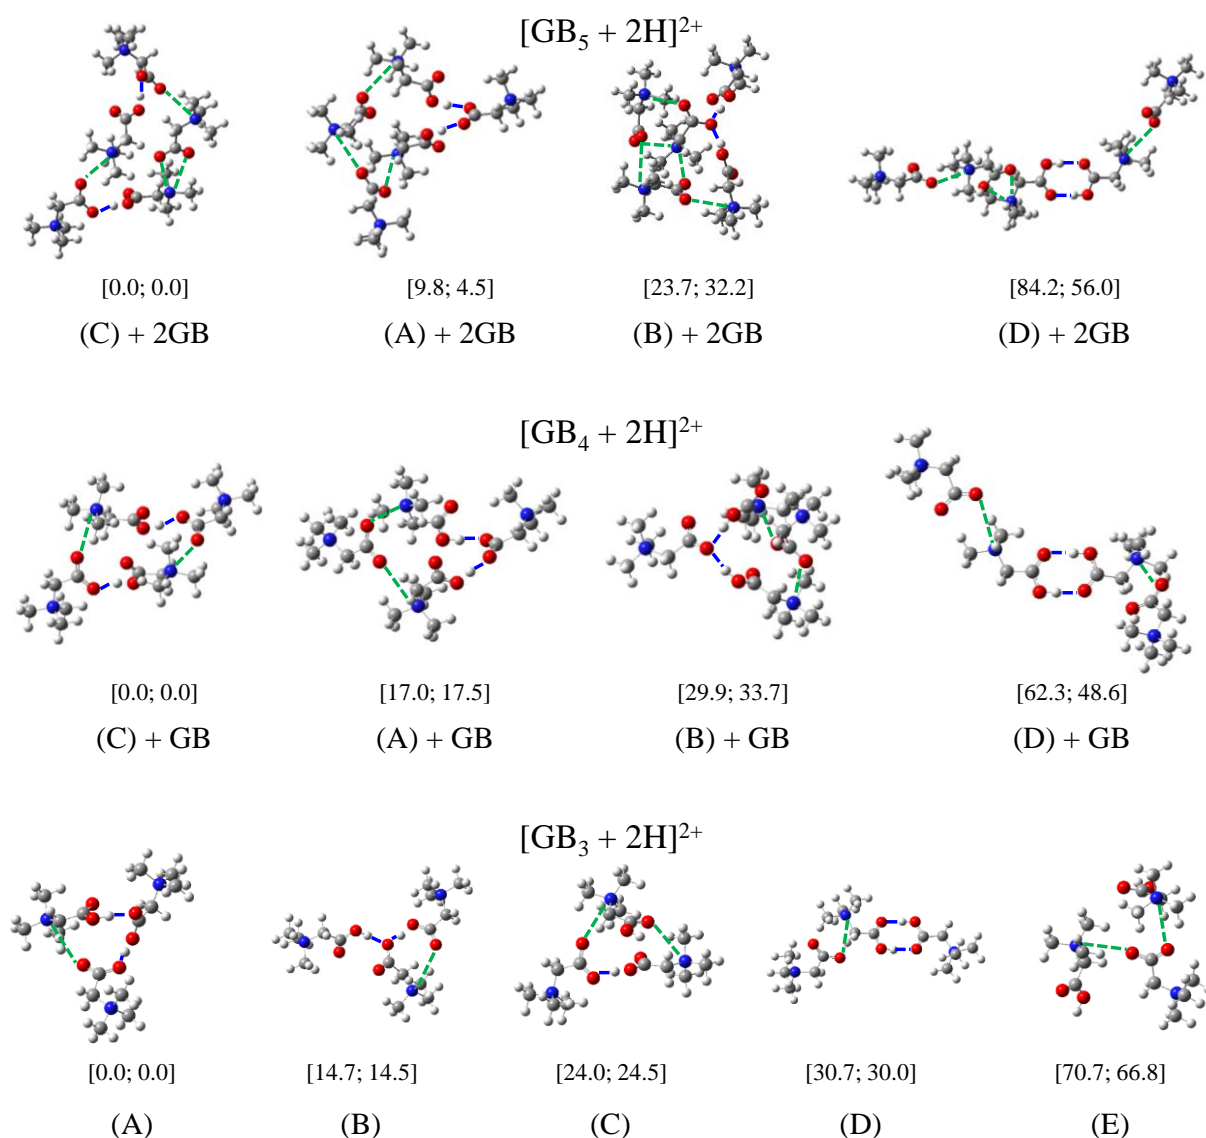 [GB₅ + 2H]²⁺
[0.0; 0.0] [9.8; 4.5] [23.7; 32.2] [84.2; 56.0]
(C) + 2GB (A) + 2GB (B) + 2GB (D) + 2GB
[GB₄ + 2H]²⁺
[0.0; 0.0] [17.0; 17.5] [29.9; 33.7] [62.3; 48.6]
(C) + GB (A) + GB (B) + GB (D) + GB
[GB₃ + 2H]²⁺
[0.0; 0.0] [14.7; 14.5] [24.0; 24.5] [30.7; 30.0] [70.7; 66.8]
(A) (B) (C) (D) (E)